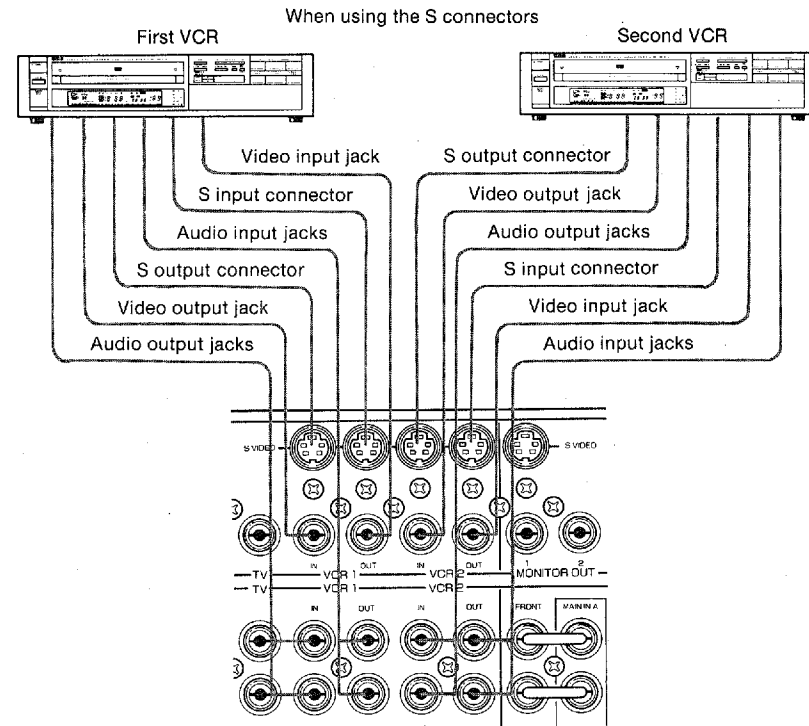 When using the S connectors
First VCR
Second VCR
Video input jack
S output connector
S input connector
Video output jack
Audio input jacks
Audio output jacks
S output connector
S input connector
Video output jack
Video input jack
Audio output jacks
Audio input jacks
S VIDEO
S VIDEO
IN OUT IN OUT 1 2
TV VCR 1 VCR 2 MONITOR OUT
TV VCR 1 VCR 2
IN OUT IN OUT FRONT MAIN IN A